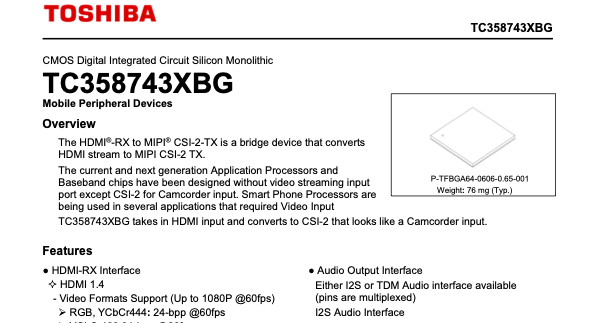 TOSHIBA
TC358743XBG
CMOS Digital Integrated Circuit Silicon Monolithic
TC358743XBG
Mobile Peripheral Devices
Overview
The HDMI®-RX to MIPI® CSI-2-TX is a bridge device that converts
HDMI stream to MIPI CSI-2 TX.
The current and next generation Application Processors and
Baseband chips have been designed without video streaming input
port except CSI-2 for Camcorder input. Smart Phone Processors are
being used in several applications that required Video Input
TC358743XBG takes in HDMI input and converts to CSI-2 that looks like a Camcorder input.
P-TFBGA64-0606-0.65-001
Weight: 76 mg (Typ.)
Features
● HDMI-RX Interface
✧ HDMI 1.4
- Video Formats Support (Up to 1080P @60fps)
➢ RGB, YCbCr444: 24-bpp @60fps
● Audio Output Interface
Either I2S or TDM Audio interface available
(pins are multiplexed)
I2S Audio Interface